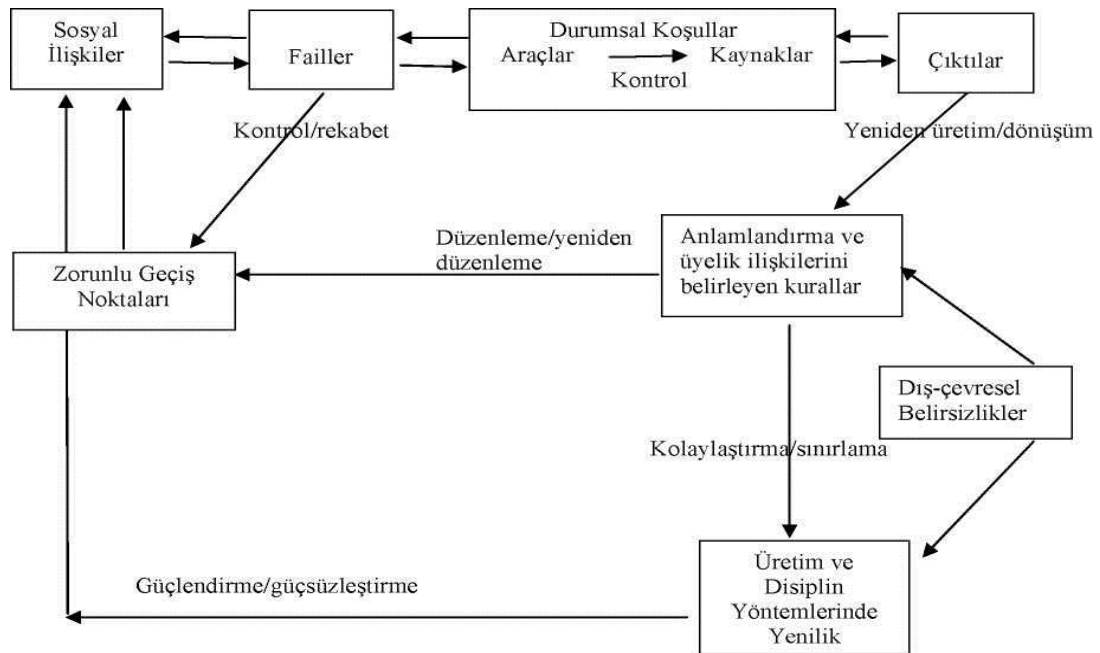 Sosyal
İlişkiler
Failler
Durumsal Koşullar
Araçlar
Kaynaklar
Kontrol
Çıktılar
Kontrol/rekabet
Yeniden üretim/dönüşüm
Zorunlu Geçiş
Noktaları
Düzenleme/yeniden
düzenleme
Anlamlandırma ve
üyelik ilişkilerini
belirleyen kurallar
Dış-çevresel
Belirsizlikler
Kolaylaştırma/sınırlama
Güçlendirme/güçsüzleştirme
Üretim ve
Disiplin
Yöntemlerinde
Yenilik